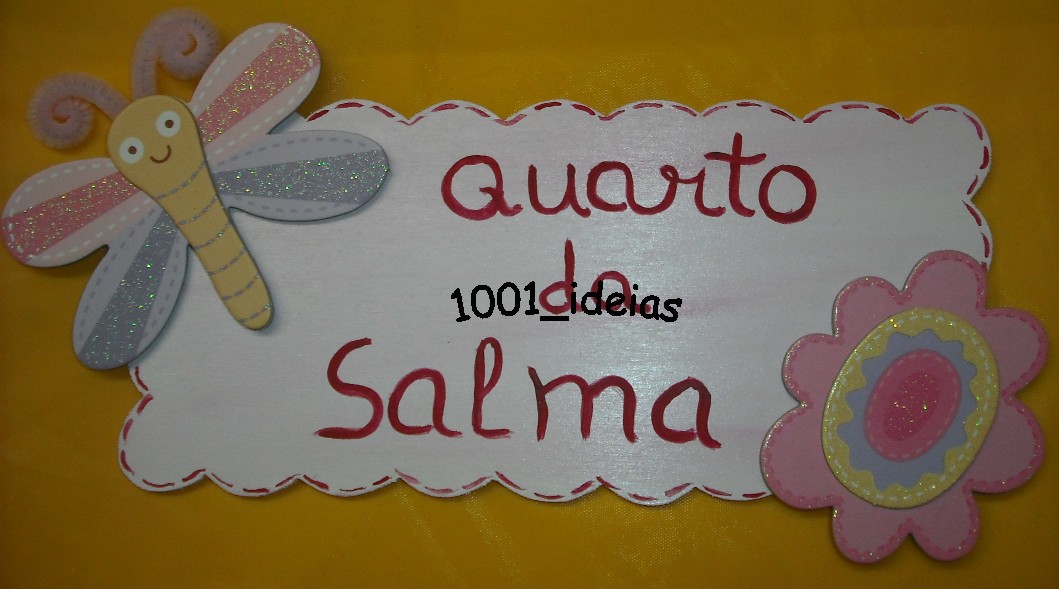 Quarto
da
1001_ideias
Salma